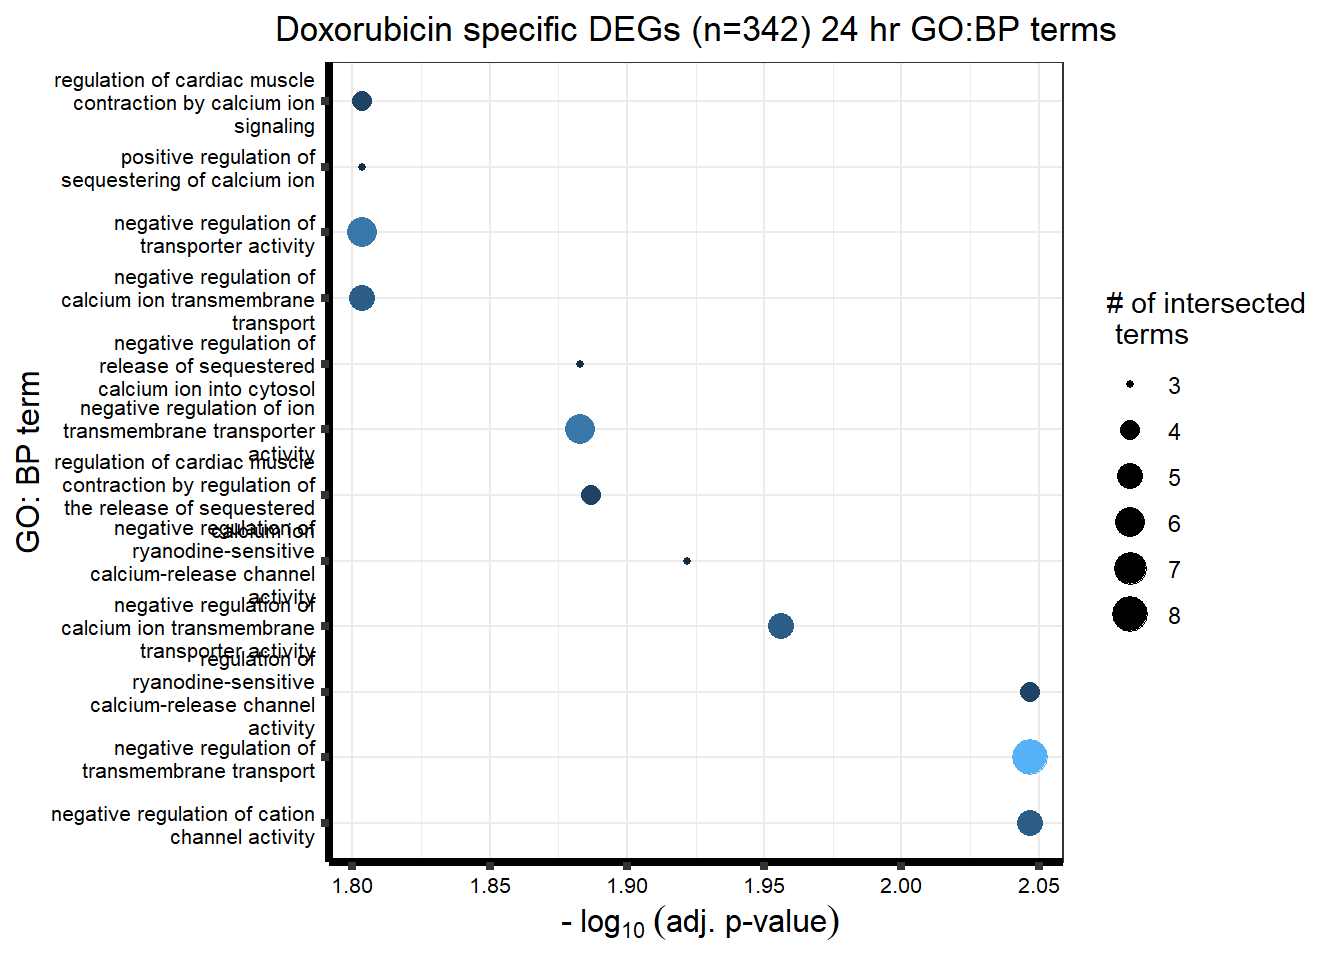 Doxorubicin specific DEGs (n=342) 24 hr GO:BP terms
GO: BP term
regulation of cardiac muscle
contraction by calcium ion
signaling
positive regulation of
sequestering of calcium ion
negative regulation of
transporter activity
negative regulation of
calcium ion transmembrane
transport
negative regulation of
release of sequestered
calcium ion into cytosol
negative regulation of ion
transmembrane transporter
activity
regulation of cardiac muscle
contraction by regulation of
the release of sequestered
calcium ion
negative regulation of
ryanodine-sensitive
calcium-release channel
activity
negative regulation of
calcium ion transmembrane
transporter activity
regulation of
ryanodine-sensitive
calcium-release channel
activity
negative regulation of
transmembrane transport
negative regulation of cation
channel activity
1.80 1.85 1.90 1.95 2.00 2.05
- log10 (adj. p-value)
# of intersected
terms
3
4
5
6
7
8